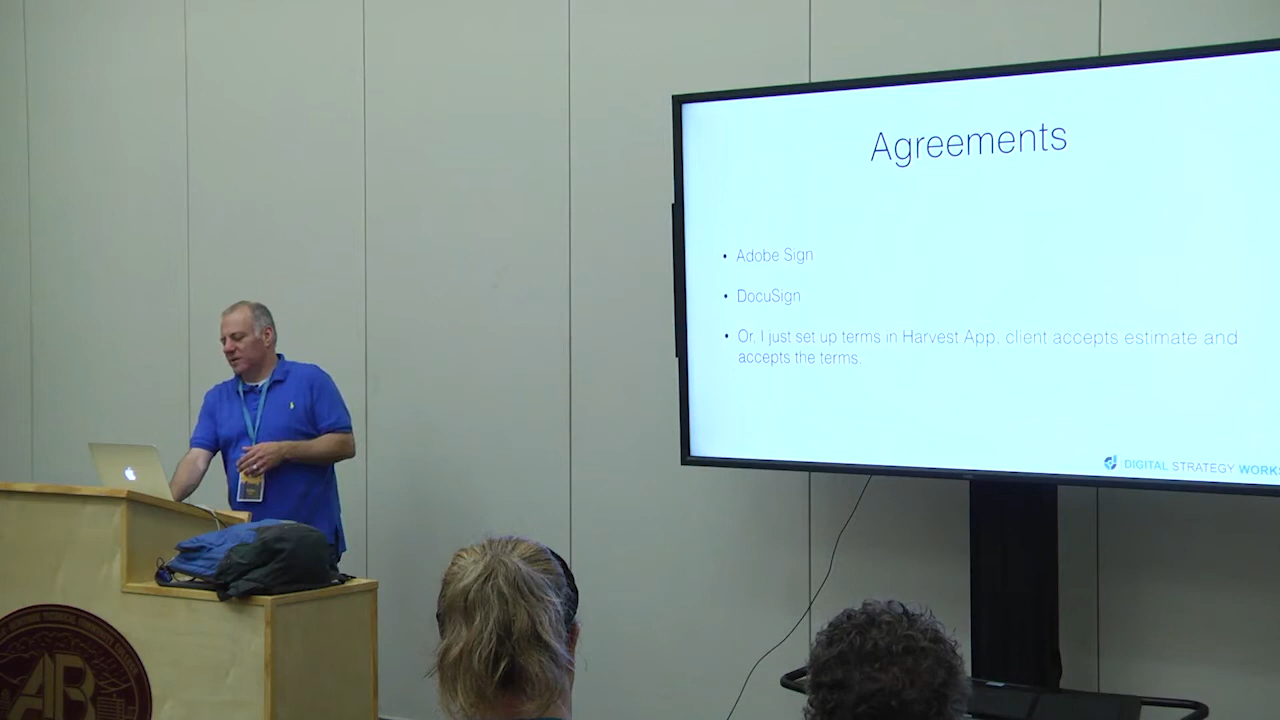 Agreements
• Adobe Sign
• DocuSign
• Or, I just set up terms in Harvest App, client accepts estimate and
accepts the terms.
DIGITAL STRATEGY WORKS
AB